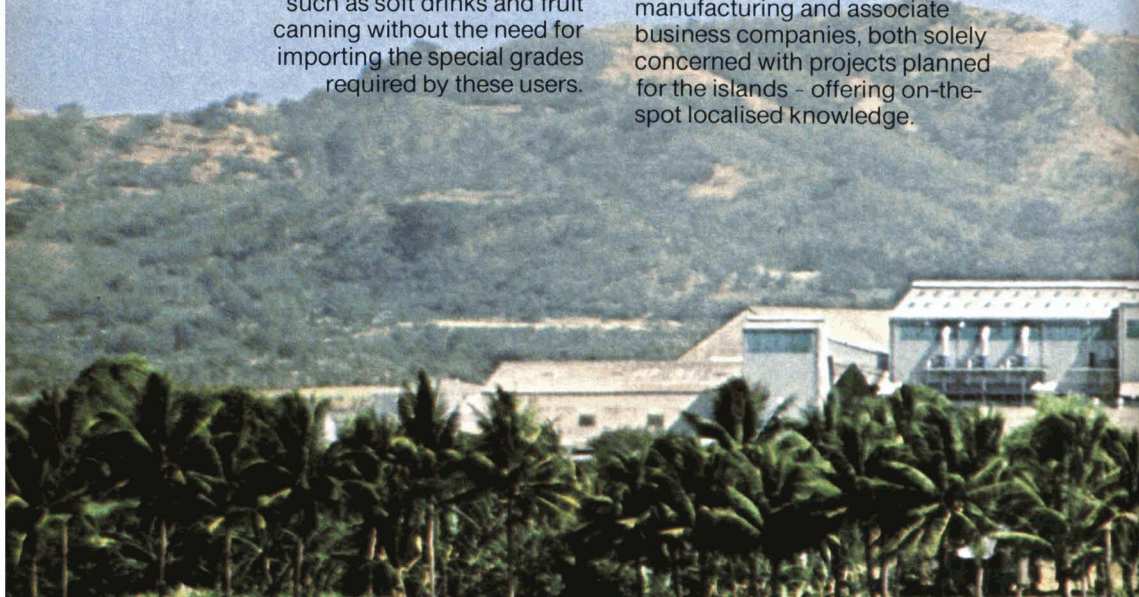 such as soft drinks and fruit
canning without the need for
importing the special grades
required by these users.
manufacturing and associate
business companies, both solely
concerned with projects planned
for the islands - offering on-the-
spot localised knowledge.